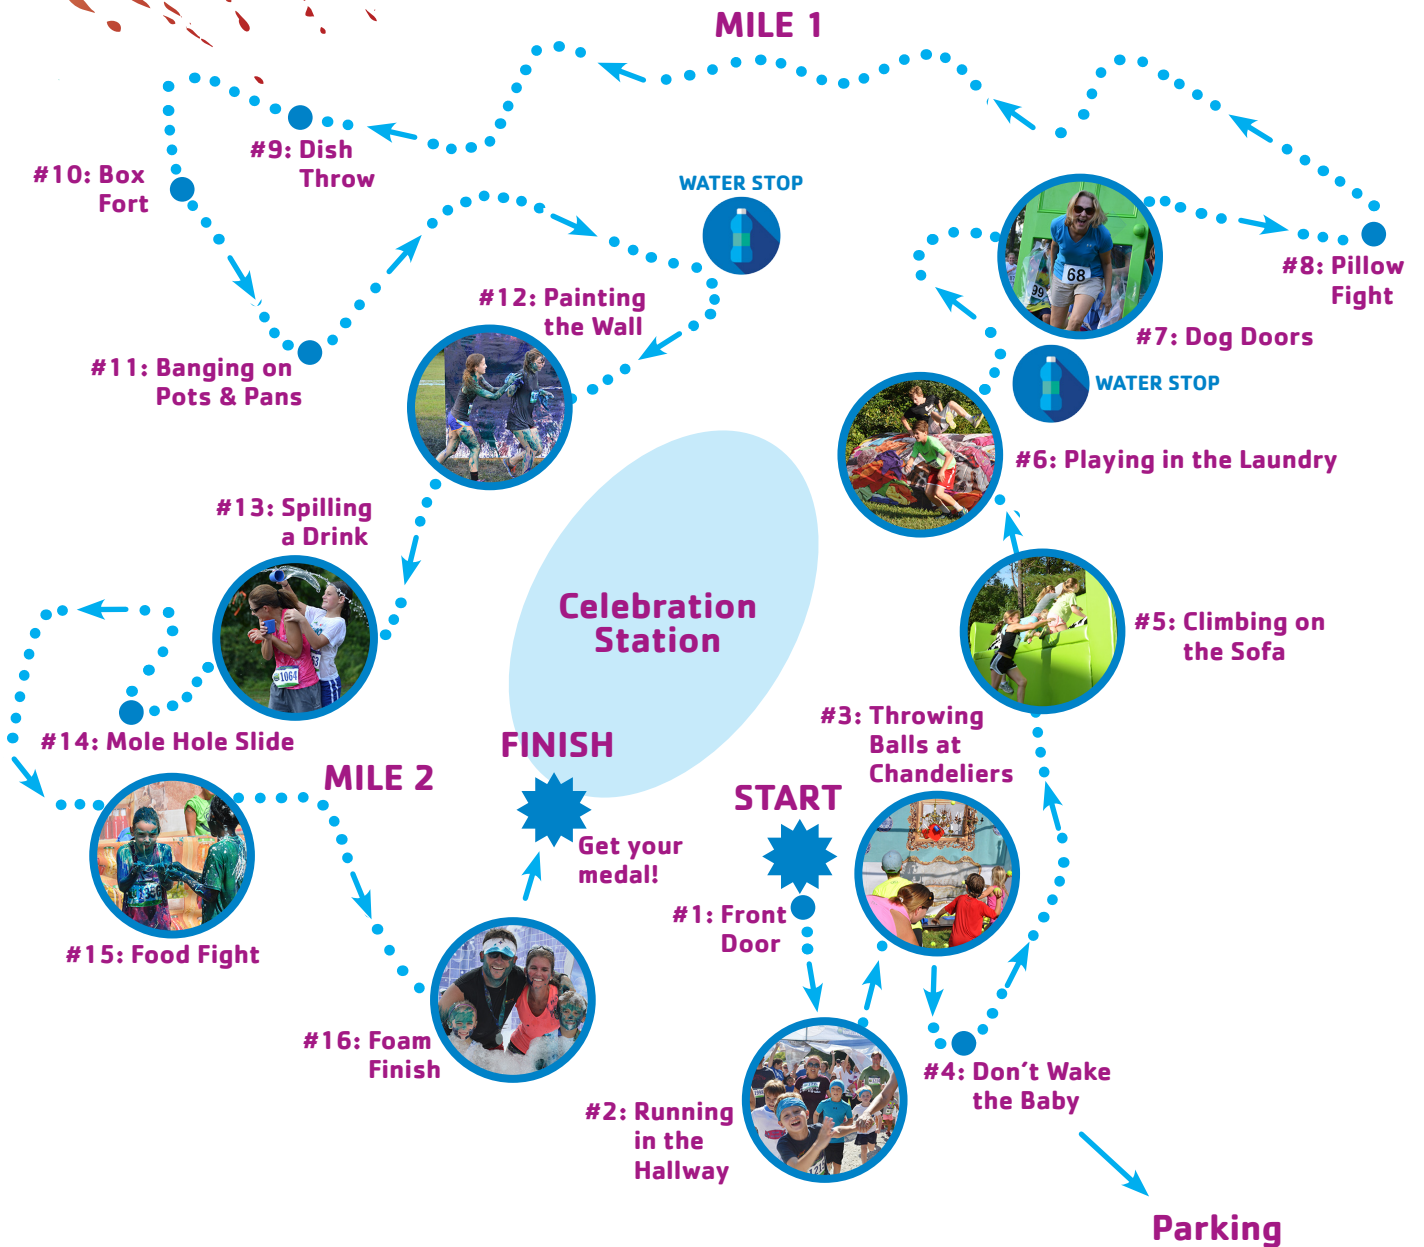 MILE 1
#9: Dish
Throw
#10: Box
Fort
WATER STOP
#8: Pillow
Fight
#12: Painting
the Wall
68
99
#7: Dog Doors
#11: Banging on
Pots & Pans
WATER STOP
#6: Playing in the Laundry
#13: Spilling
a Drink
Celebration
Station
#5: Climbing on
the Sofa
1064
#14: Mole Hole Slide
#3: Throwing
Balls at
Chandeliers
FINISH
MILE 2
START
Get your
medal!
#1: Front
Door
#15: Food Fight
#16: Foam
Finish
#4: Don't Wake
the Baby
#2: Running
in the
Hallway
Parking